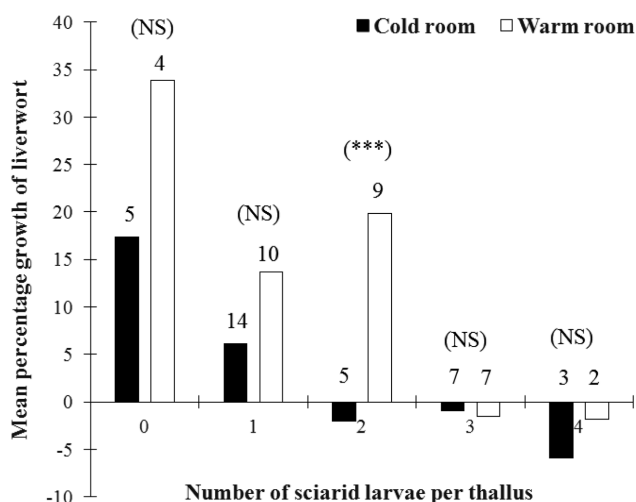 40
35
30
25
20
15
10
5
0
-5
-10
Mean percentage growth of liverwort
Cold room Warm room
(NS)
4
5
(NS)
10
14
(***)
9
5
(NS)
7 7
(NS)
3 2
0 1 2 3 4
Number of sciarid larvae per thallus